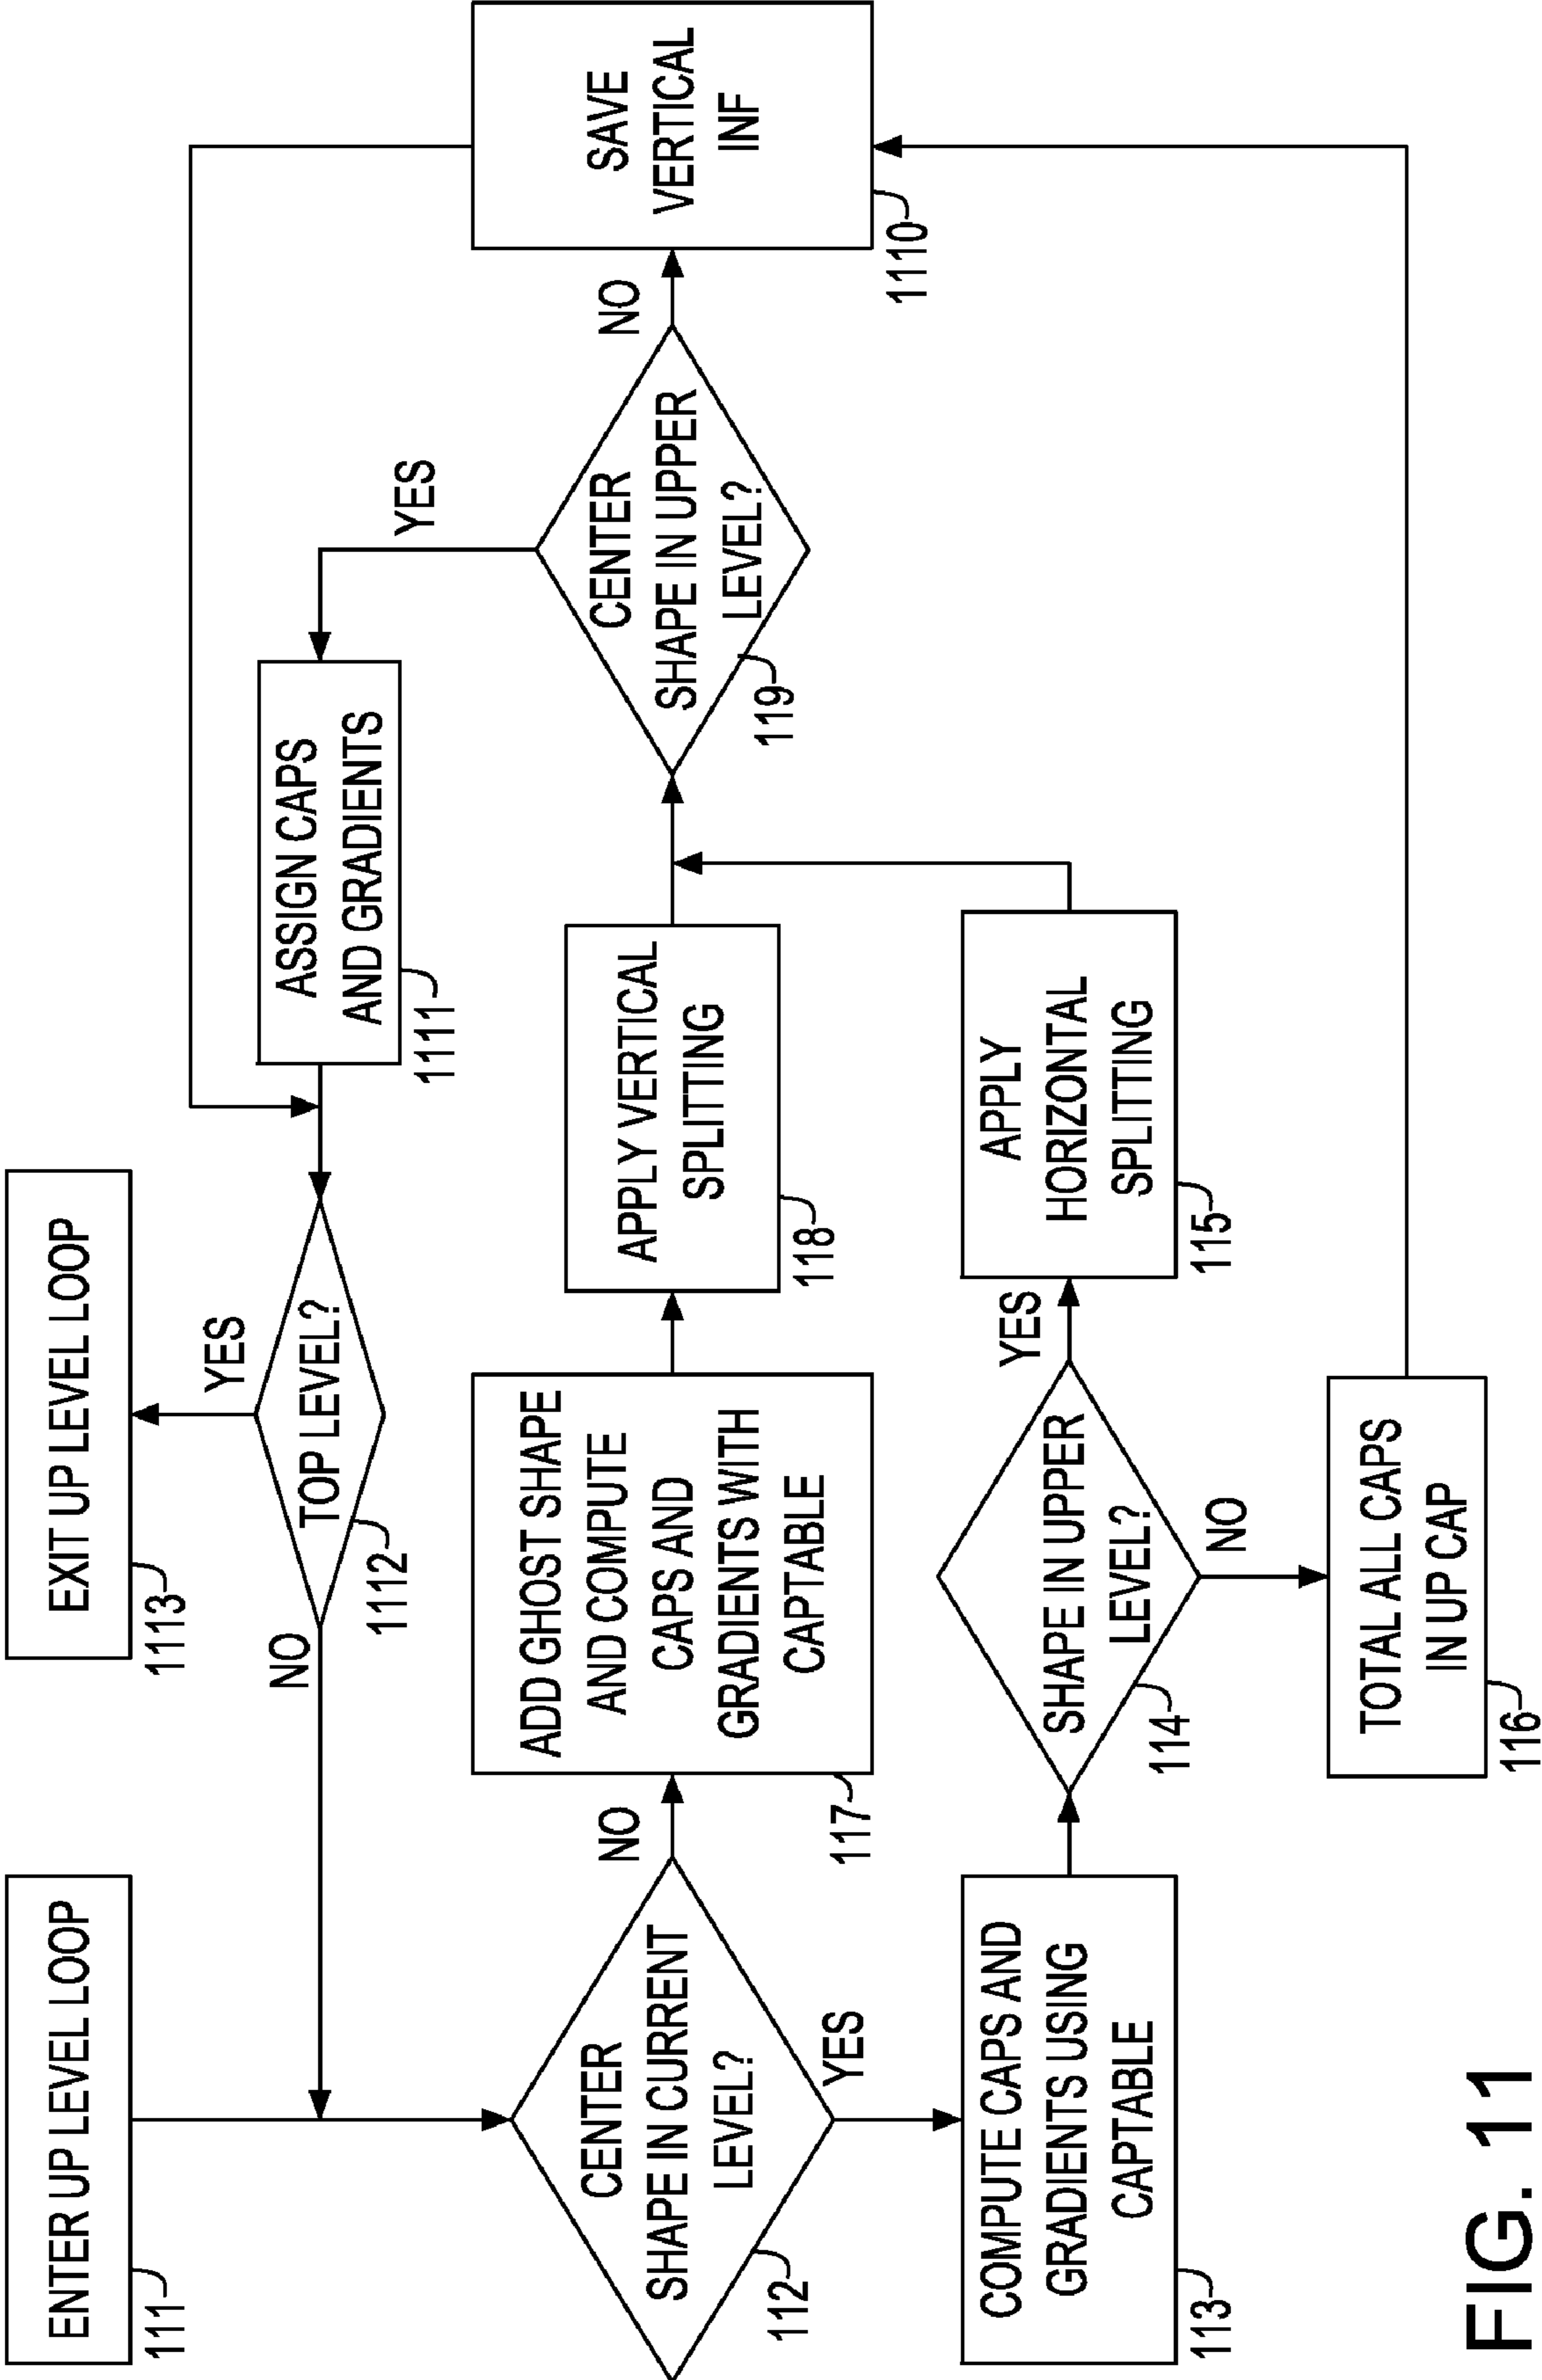 ENTER UP LEVEL LOOP
111
EXIT UP LEVEL LOOP
1113
YES
NO
TOP LEVEL?
1112
ASSIGN CAPS
AND GRADIENTS
1111
YES
CENTER
SHAPE IN CURRENT
LEVEL?
112
NO
YES
ADD GHOST SHAPE
AND COMPUTE
CAPS AND
GRADIENTS WITH
CAPTABLE
117
APPLY VERTICAL
SPLITTING
118
CENTER
SHAPE IN UPPER
LEVEL?
119
NO
SAVE
VERTICAL
INF
1110
COMPUTE CAPS AND
GRADIENTS USING
CAPTABLE
113
SHAPE IN UPPER
LEVEL?
114
YES
NO
APPLY
HORIZONTAL
SPLITTING
115
TOTAL ALL CAPS
IN UP CAP
116
FIG. 11